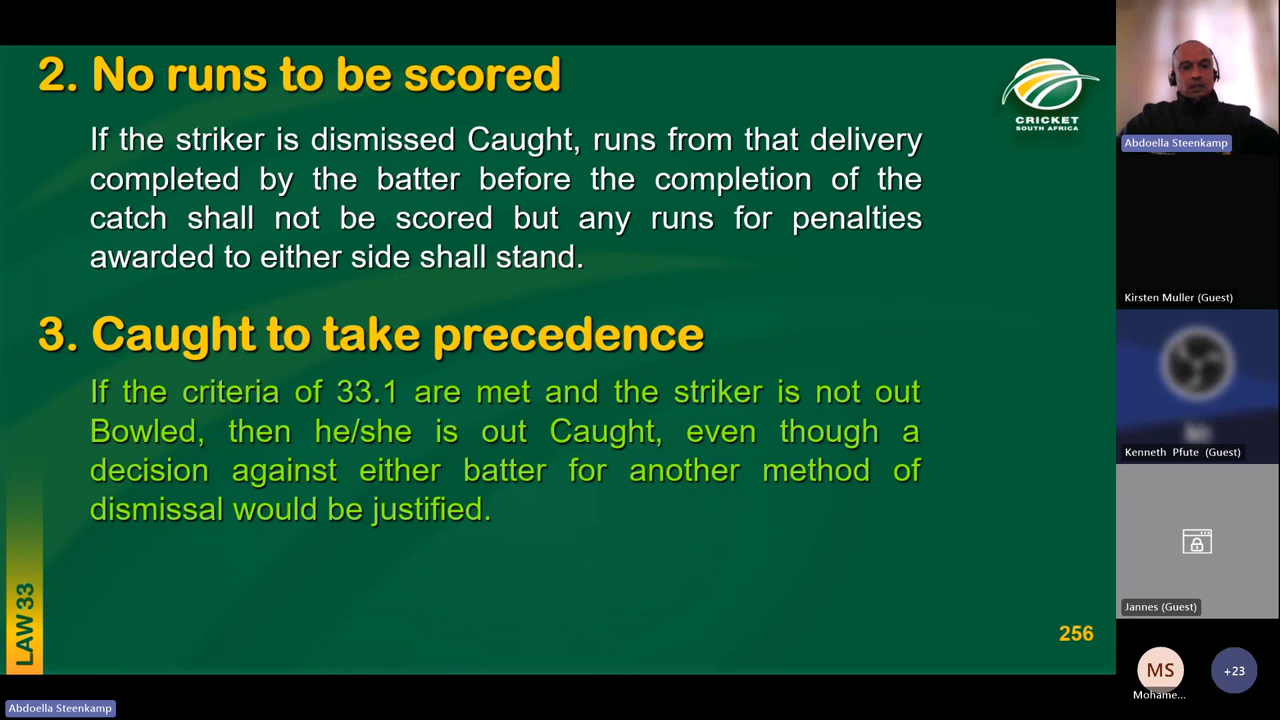 2. No runs to be scored
If the striker is dismissed Caught, runs from that delivery
completed by the batter before the completion of the
catch shall not be scored but any runs for penalties
awarded to either side shall stand.
3. Caught to take precedence
If the criteria of 33.1 are met and the striker is not out
Bowled, then he/she is out Caught, even though a
decision against either batter for another method of
dismissal would be justified.
LAW 33
256
CRICKET
SOUTH AFRICA
Abdoella Steenkamp
Kirsten Muller (Guest)
Kenneth Pfute (Guest)
Jannes (Guest)
MS
Mohame...
+23
Abdoella Steenkamp